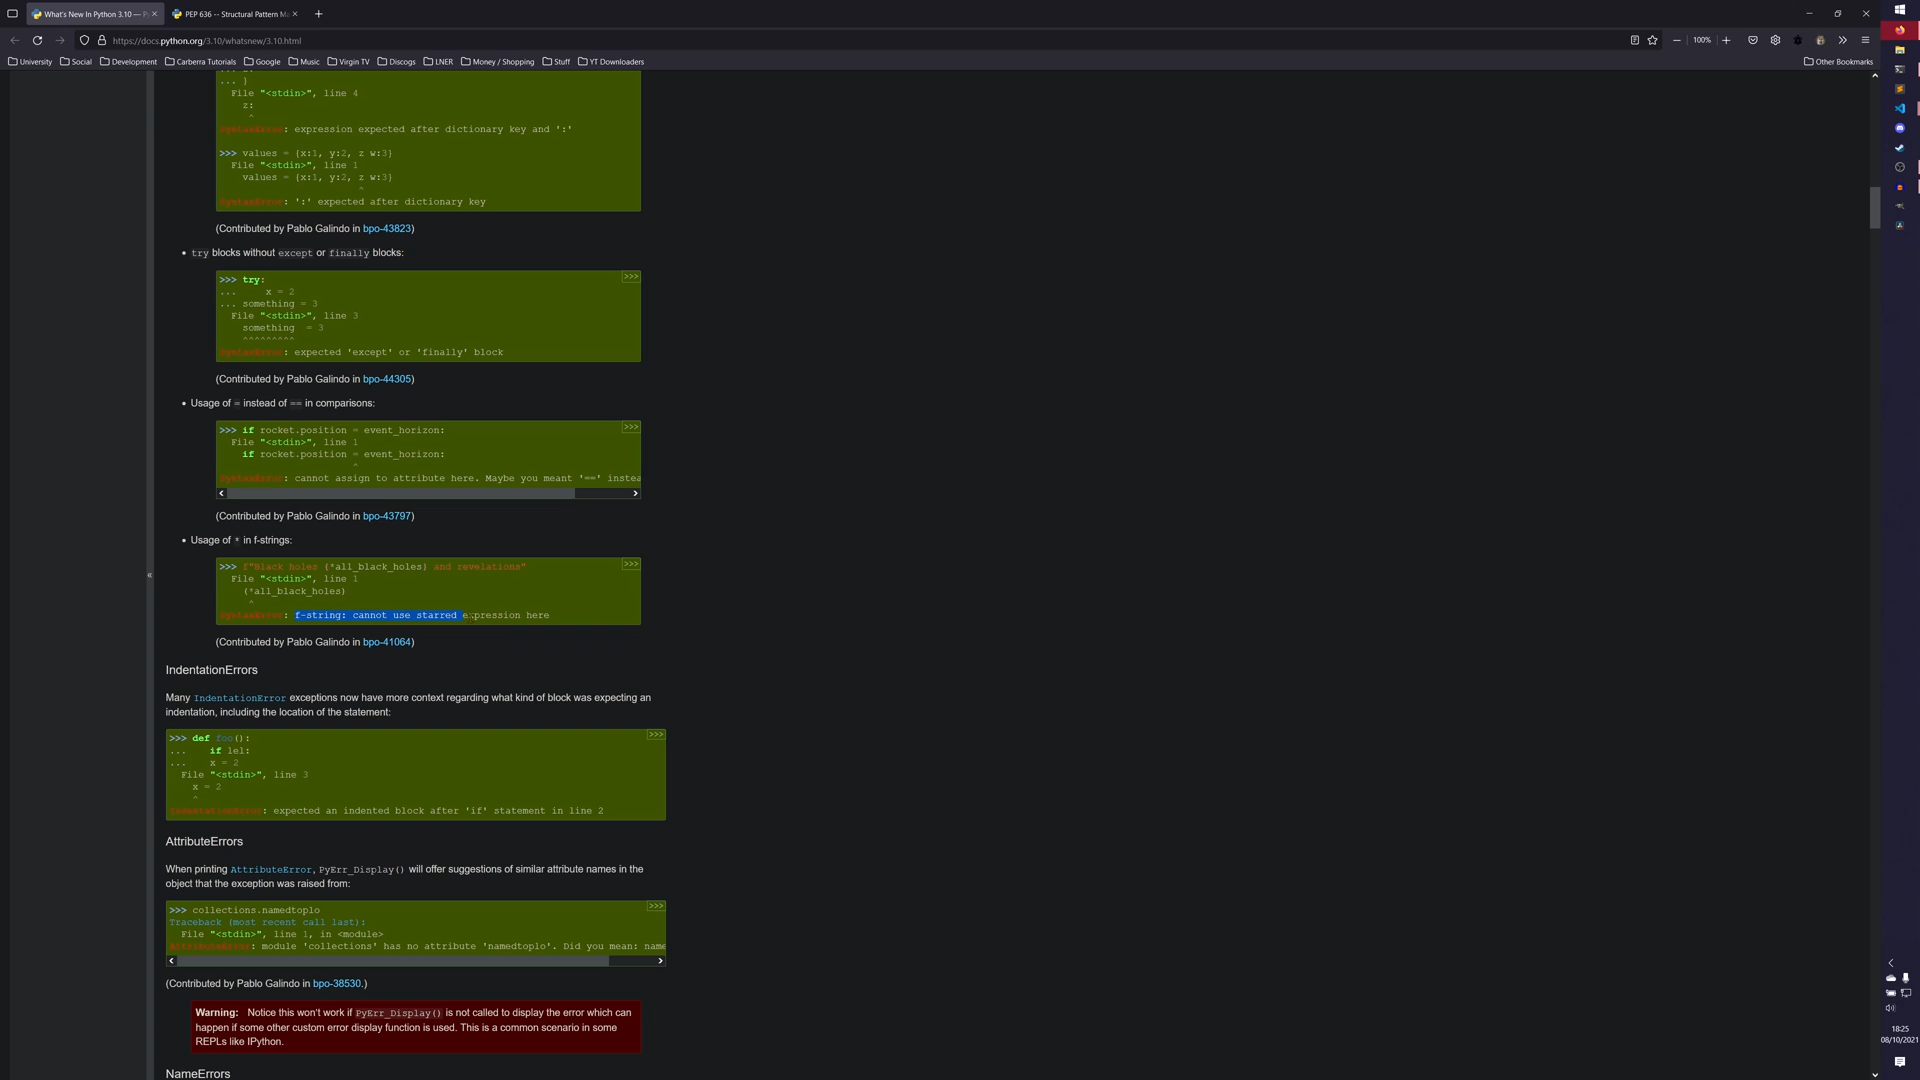 What's New In Python 3.10 — P
PEP 636 -- Structural Pattern Ma
https://docs.python.org/3.10/whatsnew/3.10.html
100%
University
Social
Development
Carberra Tutorials
Google
Music
Virgin TV
Discogs
LNER
Money / Shopping
Stuff
YT Downloaders
Other Bookmarks
... }
File "<stdin>", line 4
z:
^
SyntaxError: expression expected after dictionary key and ':'
>>> values = {x:1, y:2, z w:3}
File "<stdin>", line 1
values = {x:1, y:2, z w:3}
^
SyntaxError: ':' expected after dictionary key
(Contributed by Pablo Galindo in bpo-43823)
• try blocks without except or finally blocks:
>>>
>>> try:
... x = 2
... something = 3
File "<stdin>", line 3
something = 3
^^^^^^^^^
SyntaxError: expected 'except' or 'finally' block
(Contributed by Pablo Galindo in bpo-44305)
• Usage of = instead of == in comparisons:
>>>
>>> if rocket.position = event_horizon:
File "<stdin>", line 1
if rocket.position = event_horizon:
^
SyntaxError: cannot assign to attribute here. Maybe you meant '==' instea
(Contributed by Pablo Galindo in bpo-43797)
• Usage of * in f-strings:
>>>
>>> f"Black holes {*all_black_holes} and revelations"
File "<stdin>", line 1
(*all_black_holes)
^
SyntaxError: f-string: cannot use starred expression here
(Contributed by Pablo Galindo in bpo-41064)
«
IndentationErrors
Many IndentationError exceptions now have more context regarding what kind of block was expecting an
indentation, including the location of the statement:
>>>
>>> def foo():
... if lel:
... x = 2
File "<stdin>", line 3
x = 2
^
IndentationError: expected an indented block after 'if' statement in line 2
AttributeErrors
When printing AttributeError, PyErr_Display() will offer suggestions of similar attribute names in the
object that the exception was raised from:
>>>
>>> collections.namedtoplo
Traceback (most recent call last):
File "<stdin>", line 1, in <module>
AttributeError: module 'collections' has no attribute 'namedtoplo'. Did you mean: name
(Contributed by Pablo Galindo in bpo-38530.)
Warning: Notice this won't work if PyErr_Display() is not called to display the error which can
happen if some other custom error display function is used. This is a common scenario in some
REPLs like IPython.
NameErrors
18:25
08/10/2021